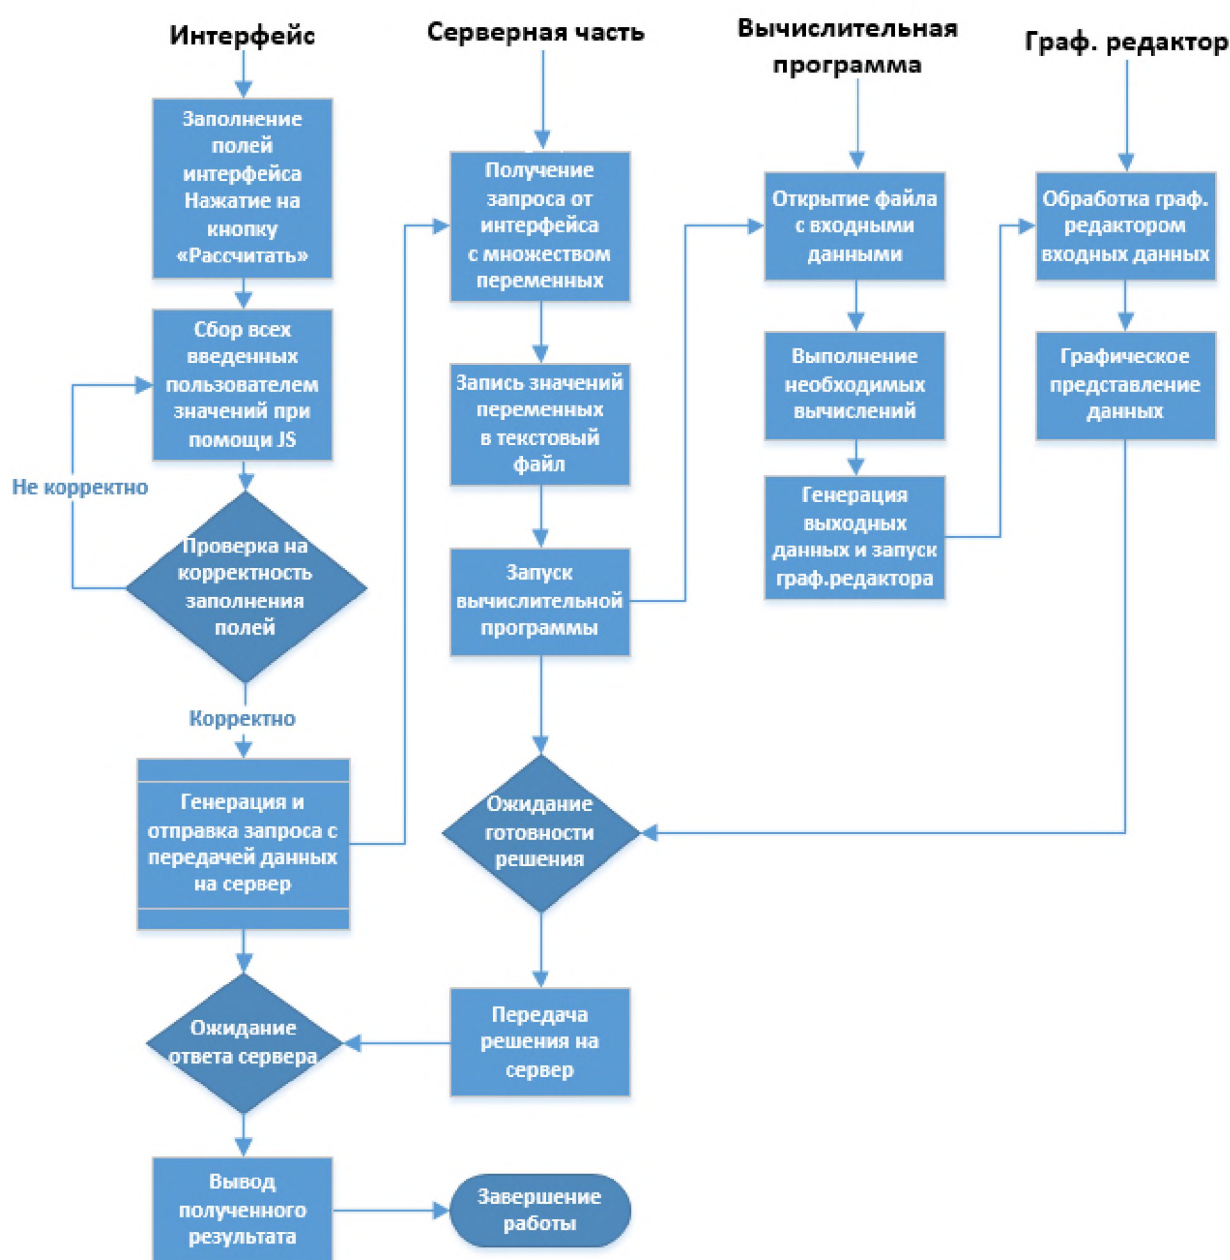 Интерфейс
Заполнение
полей
интерфейса
Нажатие на
кнопку
«Рассчитать»
Сбор всех
введенных
пользователем
значений при
помощи JS
Не корректно
Проверка на
корректность
заполнения
полей
Корректно
Генерация и
отправка запроса с
передачей данных
на сервер
Ожидание
ответа сервера
Вывод
полученного
результата
Серверная часть
Получение
запроса от
интерфейса
с множеством
переменных
Запись значений
переменных
в текстовый
файл
Запуск
вычислительной
программы
Ожидание
готовности
решения
Передача
решения на
сервер
Завершение
работы
Вычислительная
программа
Открытие файла
с входными
данными
Выполнение
необходимых
вычислений
Генерация
выходных
данных и запуск
граф.редактора
Граф. редактор
Обработка граф.
редактором
входных данных
Графическое
представление
данных